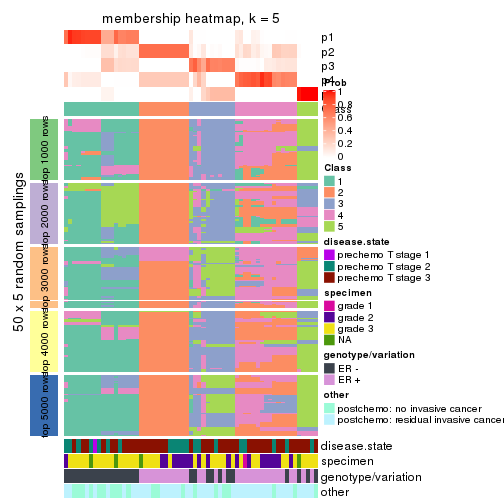 membership heatmap, k = 5
p1
p2
p3
p4
Prob
1
0.8
0.6
0.4
0.2
0
Class
1
2
3
4
5
disease.state
prechemo T stage 1
prechemo T stage 2
prechemo T stage 3
specimen
grade 1
grade 2
grade 3
NA
genotype/variation
ER -
ER +
other
postchemo: no invasive cancer
postchemo: residual invasive cancer
50 x 5 random samplings
top 1000 rows
top 2000 rows
top 3000 rows
top 4000 rows
top 5000 rows
disease.state
specimen
genotype/variation
other